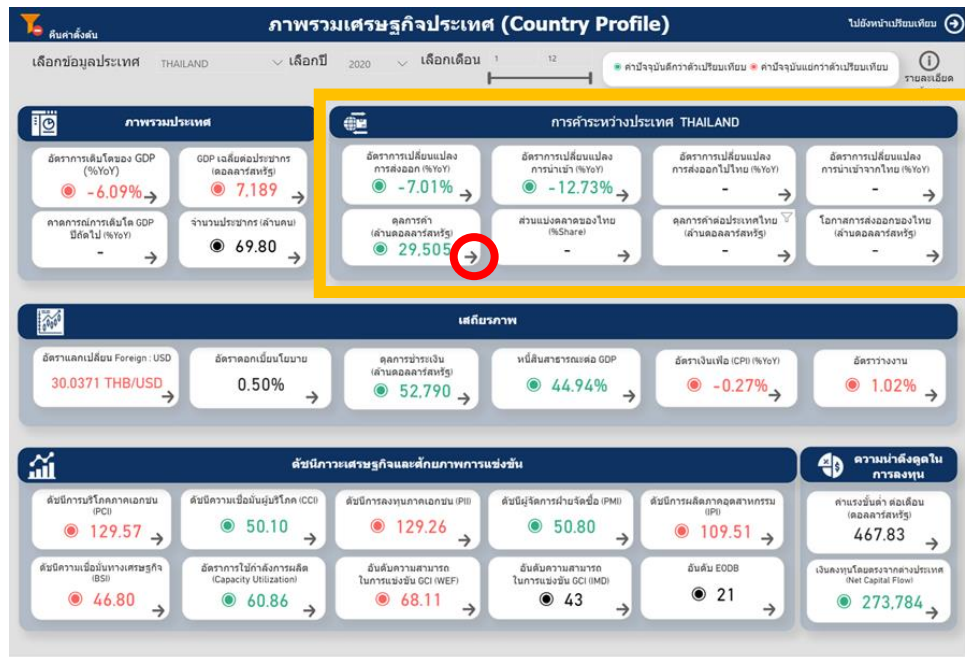 คืนค่าตั้งต้น
ภาพรวมเศรษฐกิจประเทศ (Country Profile)
ไปยังหน้าเปรียบเทียบ
เลือกข้อมูลประเทศ THAILAND เลือกปี 2020 เลือกเดือน 1 12
ค่าปัจจุบันดีกว่าตัวเปรียบเทียบ ค่าปัจจุบันแย่กว่าตัวเปรียบเทียบ
รายละเอียด
ภาพรวมประเทศ
อัตราการเติบโตของ GDP
(%YoY)
-6.09%
GDP เฉลี่ยต่อประชากร
(ดอลลาร์สหรัฐ)
7,189
คาดการณ์การเติบโต GDP
ปีถัดไป (%YoY)
-
จำนวนประชากร (ล้านคน)
69.80
การค้าระหว่างประเทศ THAILAND
อัตราการเปลี่ยนแปลง
การส่งออก (%YoY)
-7.01%
อัตราการเปลี่ยนแปลง
การนำเข้า (%YoY)
-12.73%
อัตราการเปลี่ยนแปลง
การส่งออกไปไทย (%YoY)
-
อัตราการเปลี่ยนแปลง
การนำเข้าจากไทย (%YoY)
-
ดุลการค้า
(ล้านดอลลาร์สหรัฐ)
29,505
ส่วนแบ่งตลาดของไทย
(%Share)
-
ดุลการค้าต่อประเทศไทย
(ล้านดอลลาร์สหรัฐ)
-
โอกาสการส่งออกของไทย
(ล้านดอลลาร์สหรัฐ)
-
เสถียรภาพ
อัตราแลกเปลี่ยน Foreign : USD
30.0371 THB/USD
อัตราดอกเบี้ยนโยบาย
0.50%
ดุลการชำระเงิน
(ล้านดอลลาร์สหรัฐ)
52,790
หนี้สินสาธารณะต่อ GDP
44.94%
อัตราเงินเฟ้อ (CPI) (%YoY)
-0.27%
อัตราว่างงาน
1.02%
ดัชนีภาวะเศรษฐกิจและศักยภาพการแข่งขัน
ดัชนีการบริโภคภาคเอกชน
(PCI)
129.57
ดัชนีความเชื่อมั่นผู้บริโภค (CCI)
50.10
ดัชนีการลงทุนภาคเอกชน (PII)
129.26
ดัชนีผู้จัดการฝ่ายจัดซื้อ (PMI)
50.80
ดัชนีการผลิตภาคอุตสาหกรรม
(IPI)
109.51
ดัชนีความเชื่อมั่นทางเศรษฐกิจ
(BSI)
46.80
อัตราการใช้กำลังการผลิต
(Capacity Utilization)
60.86
อันดับความสามารถ
ในการแข่งขัน GCI (WEF)
68.11
อันดับความสามารถ
ในการแข่งขัน GCI (IMD)
43
อันดับ EODB
21
ความน่าดึงดูดใน
การลงทุน
ค่าแรงขั้นต่ำ ต่อเดือน
(ดอลลาร์สหรัฐ)
467.83
เงินลงทุนโดยตรงจากต่างประเทศ
(Net Capital Flow)
273,784